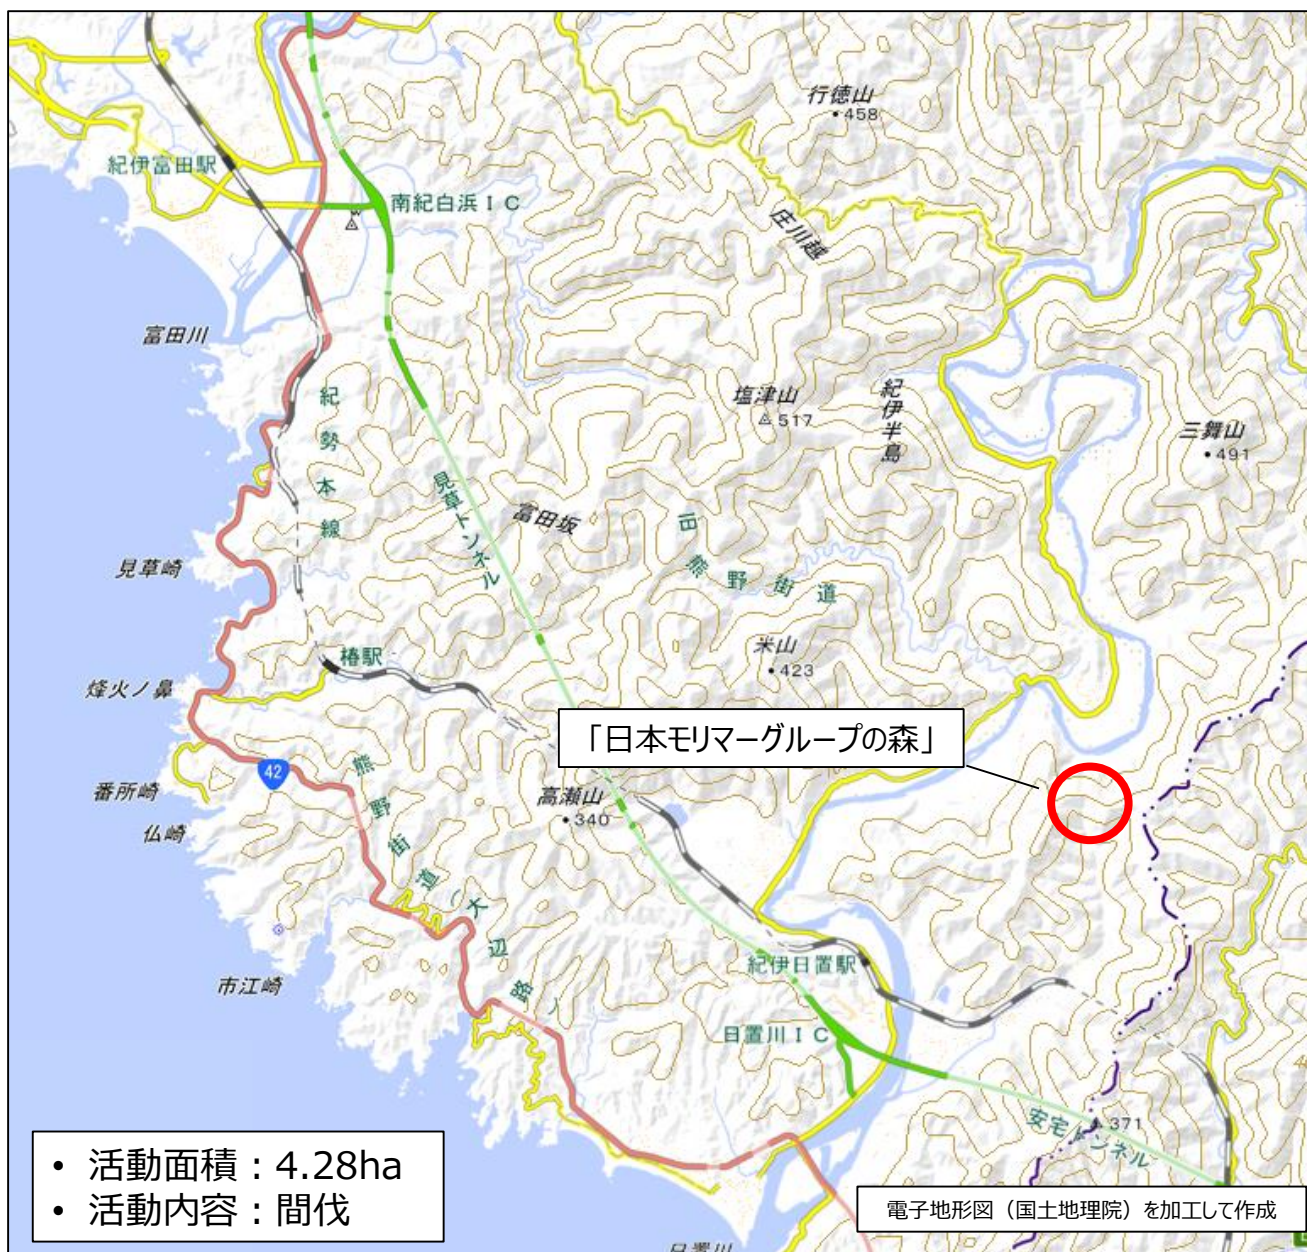 行徳山
458
紀伊富田駅
南紀白浜IC
庄川越
富田川
紀勢本線
塩津山
517
紀伊半島
三舞山
491
見草トンネル
富田坂
旧熊野街道
見草崎
椿駅
米山
423
烽火ノ鼻
「日本モリマーグループの森」
42
番所崎
仏崎
高瀬山
340
熊野街道(大辺路)
紀伊日置駅
市江崎
日置川IC
371
安宅トンネル
• 活動面積：4.28ha
• 活動内容：間伐
電子地形図（国土地理院）を加工して作成
日置川